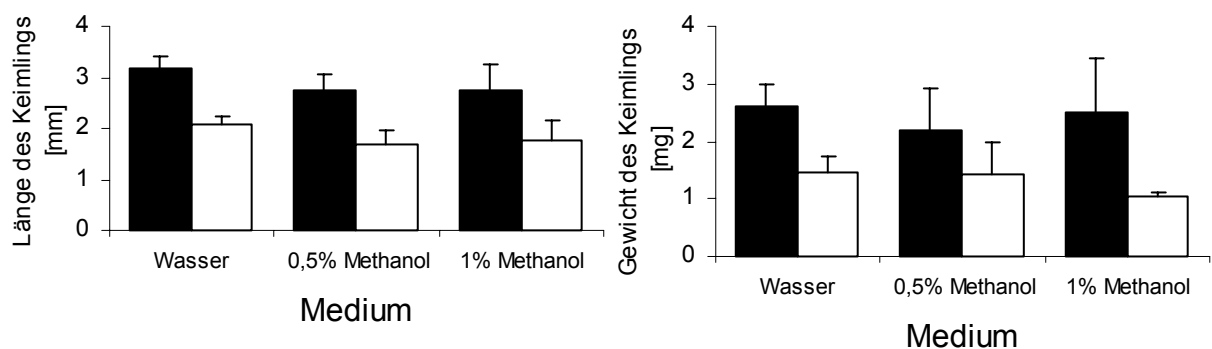 Länge des Keimlings
[mm]
4
3
2
1
0
Wasser
0,5% Methanol
1% Methanol
Medium
Gewicht des Keimlings
[mg]
4
3
2
1
0
Wasser
0,5% Methanol
1% Methanol
Medium